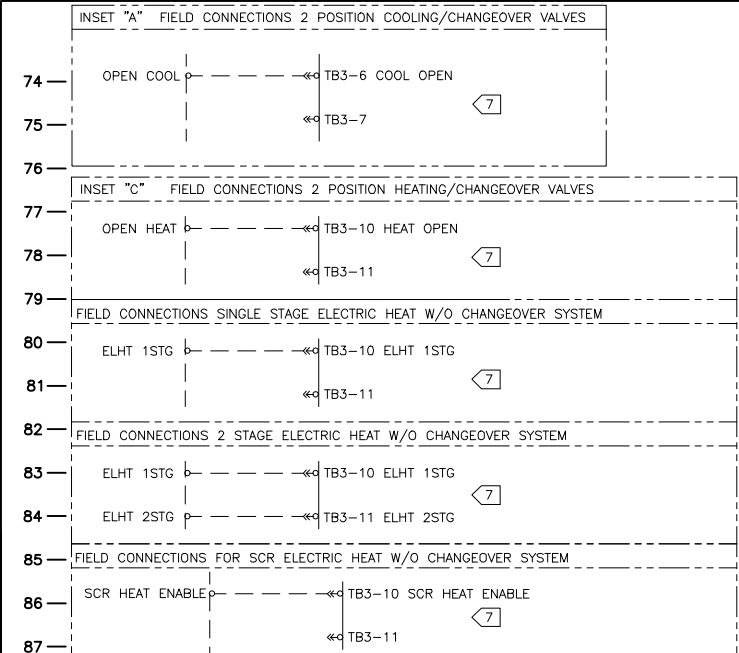 INSET "A" FIELD CONNECTIONS 2 POSITION COOLING/CHANGEOVER VALVES
74 OPEN COOL TB3-6 COOL OPEN
7
75 TB3-7
76
INSET "C" FIELD CONNECTIONS 2 POSITION HEATING/CHANGEOVER VALVES
77 OPEN HEAT TB3-10 HEAT OPEN
78 7
TB3-11
79
FIELD CONNECTIONS SINGLE STAGE ELECTRIC HEAT W/O CHANGEOVER SYSTEM
80 ELHT 1STG TB3-10 ELHT 1STG
7
81 TB3-11
82
FIELD CONNECTIONS 2 STAGE ELECTRIC HEAT W/O CHANGEOVER SYSTEM
83 ELHT 1STG TB3-10 ELHT 1STG
7
84 ELHT 2STG TB3-11 ELHT 2STG
85 FIELD CONNECTIONS FOR SCR ELECTRIC HEAT W/O CHANGEOVER SYSTEM
86 SCR HEAT ENABLE TB3-10 SCR HEAT ENABLE
7
87 TB3-11